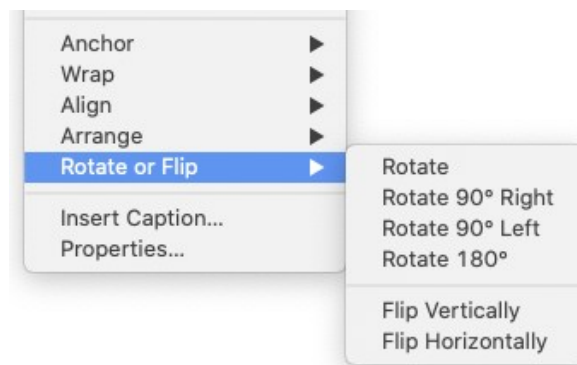 Anchor
Wrap
Align
Arrange
Rotate or Flip
Insert Caption...
Properties...
Rotate
Rotate 90° Right
Rotate 90° Left
Rotate 180°
Flip Vertically
Flip Horizontally